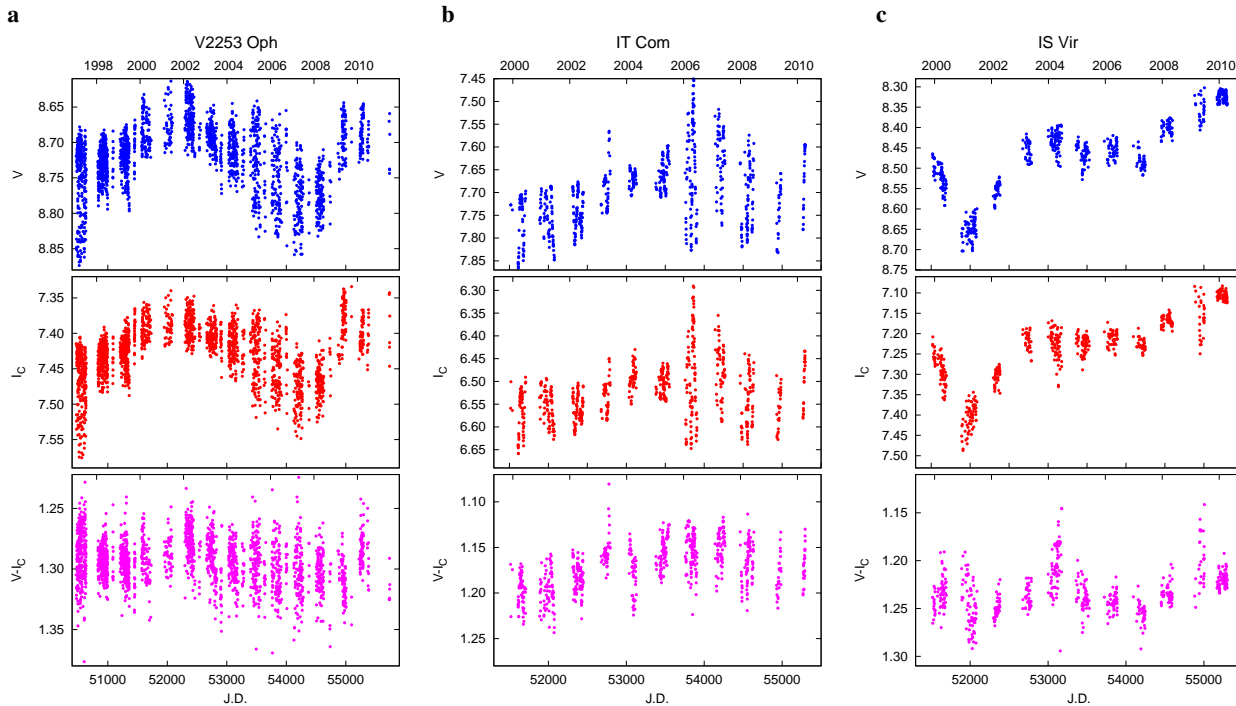 a
V2253 Oph
1998 2000 2002 2004 2006 2008 2010
8.65
8.70
8.75
8.80
8.85
V
7.35
7.40
7.45
7.50
7.55
I_C
1.25
1.30
1.35
V-I_C
51000 52000 53000 54000 55000
J.D.
b
IT Com
2000 2002 2004 2006 2008 2010
7.45
7.50
7.55
7.60
7.65
7.70
7.75
7.80
7.85
V
6.30
6.35
6.40
6.45
6.50
6.55
6.60
6.65
I_C
1.10
1.15
1.20
1.25
V-I_C
52000 53000 54000 55000
J.D.
c
IS Vir
2000 2002 2004 2006 2008 2010
8.30
8.35
8.40
8.45
8.50
8.55
8.60
8.65
8.70
8.75
V
7.10
7.15
7.20
7.25
7.30
7.35
7.40
7.45
7.50
I_C
1.15
1.20
1.25
1.30
V-I_C
52000 53000 54000 55000
J.D.